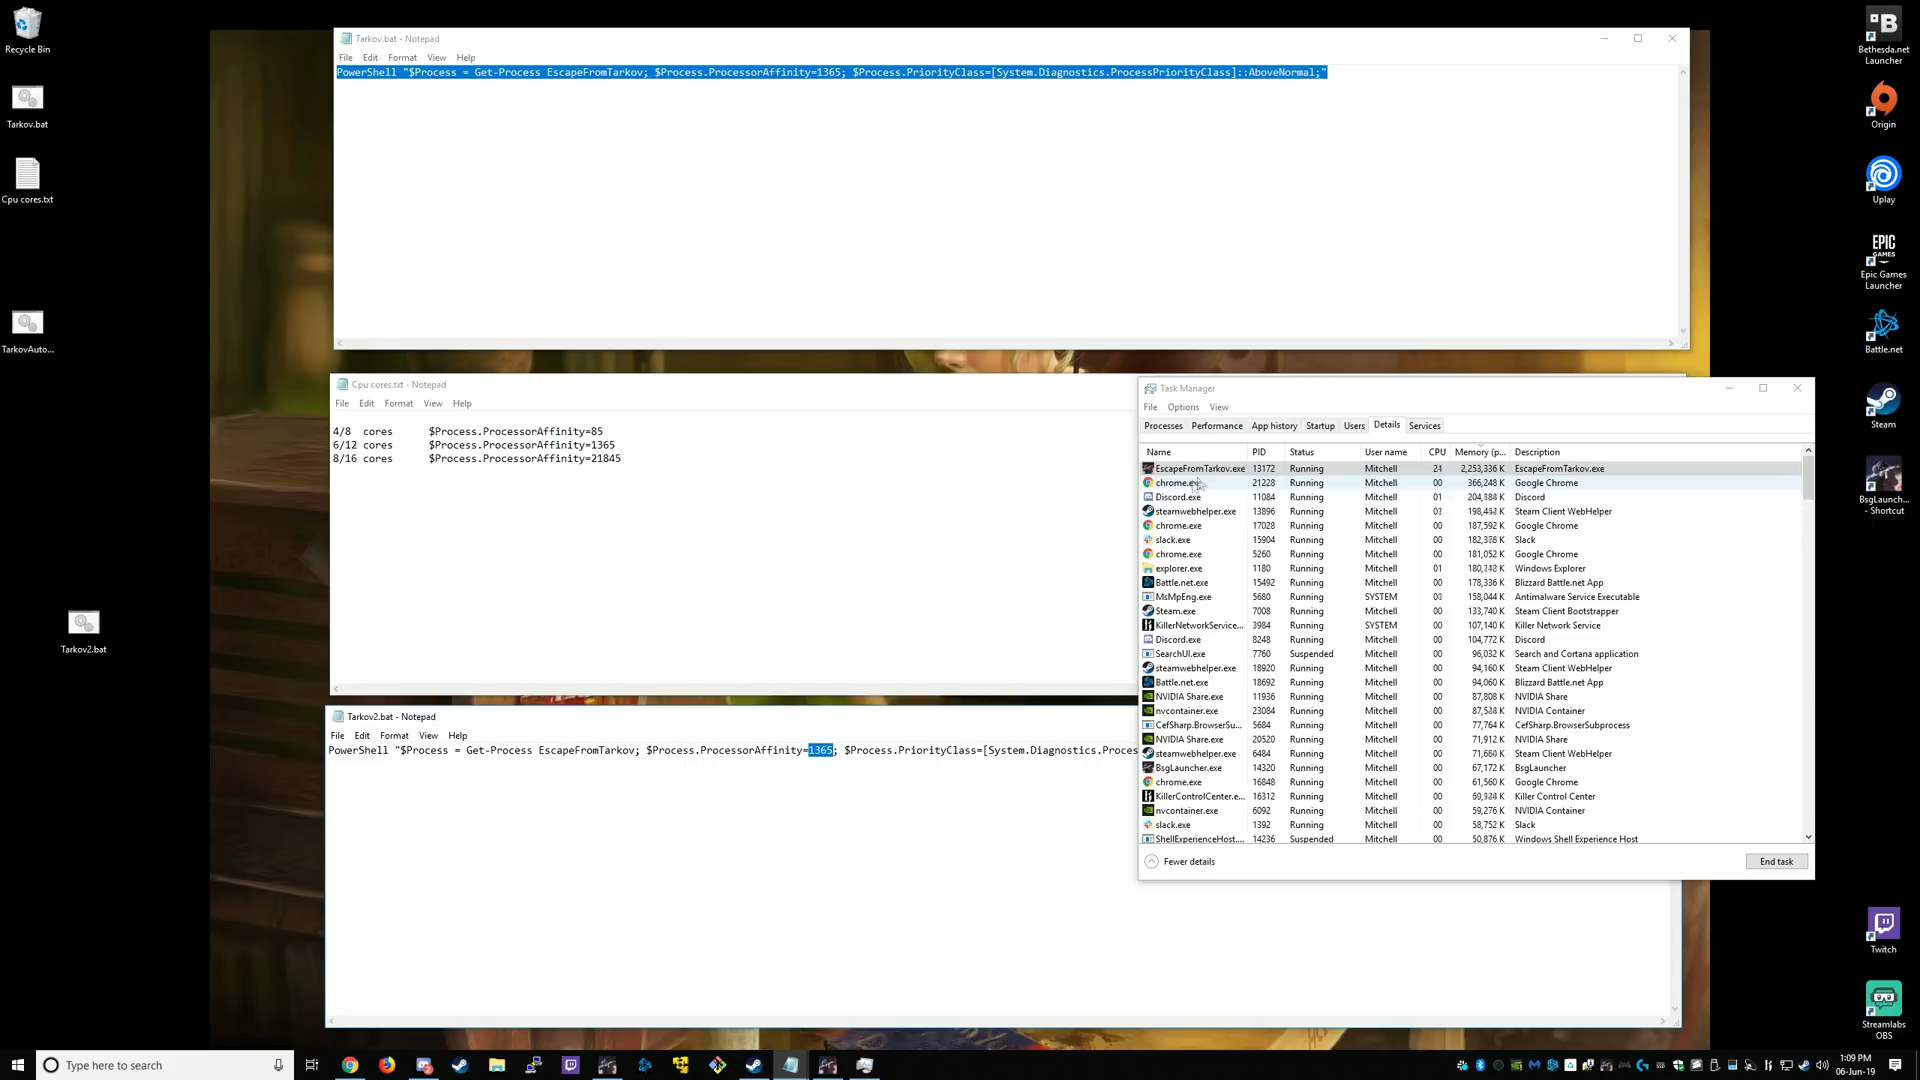 Recycle Bin
Tarkov.bat
Cpu cores.txt
TarkovAuto...
Tarkov2.bat
Tarkov.bat - Notepad
File Edit Format View Help
PowerShell "$Process = Get-Process EscapeFromTarkov; $Process.ProcessorAffinity=1365; $Process.PriorityClass=[System.Diagnostics.ProcessPriorityClass]::AboveNormal;"
Cpu cores.txt - Notepad
File Edit Format View Help
4/8 cores $Process.ProcessorAffinity=85
6/12 cores $Process.ProcessorAffinity=1365
8/16 cores $Process.ProcessorAffinity=21845
Tarkov2.bat - Notepad
File Edit Format View Help
PowerShell "$Process = Get-Process EscapeFromTarkov; $Process.ProcessorAffinity=1365; $Process.PriorityClass=[System.Diagnostics.Proces
Task Manager
File Options View
Processes Performance App history Startup Users Details Services
Name PID Status User name CPU Memory (p... Description
EscapeFromTarkov.exe 13172 Running Mitchell 24 2,253,336 K EscapeFromTarkov.exe
chrome.exe 21228 Running Mitchell 00 366,248 K Google Chrome
Discord.exe 11084 Running Mitchell 01 204,188 K Discord
steamwebhelper.exe 13896 Running Mitchell Steam Client WebHelper
chrome.exe 17028 Running Mitchell 00 187,592 K Google Chrome
slack.exe 15904 Running Mitchell 00 Slack
chrome.exe 5260 Running Mitchell 00 181,052 K Google Chrome
explorer.exe 1180 Running Mitchell 01 Windows Explorer
Battle.net.exe 15492 Running Mitchell 00 178,336 K Blizzard Battle.net App
MsMpEng.exe 5680 Running SYSTEM 158,044 K Antimalware Service Executable
Steam.exe 7008 Running Mitchell 00 133,740 K Steam Client Bootstrapper
KillerNetworkService... 3984 Running SYSTEM 00 107,140 K Killer Network Service
Discord.exe 8248 Running Mitchell 00 104,772 K Discord
SearchUI.exe 7760 Suspended Mitchell 00 96,032 K Search and Cortana application
steamwebhelper.exe 18920 Running Mitchell 00 94,160 K Steam Client WebHelper
Battle.net.exe 18692 Running Mitchell 00 94,060 K Blizzard Battle.net App
NVIDIA Share.exe 11936 Running Mitchell 00 87,808 K NVIDIA Share
nvcontainer.exe 23084 Running Mitchell 00 NVIDIA Container
CefSharp.BrowserSu... 5684 Running Mitchell 00 77,764 K CefSharp.BrowserSubprocess
NVIDIA Share.exe 20520 Running Mitchell 00 71,912 K NVIDIA Share
steamwebhelper.exe 6484 Running Mitchell 00 71,660 K Steam Client WebHelper
BsgLauncher.exe 14320 Running Mitchell 00 67,172 K BsgLauncher
chrome.exe 16848 Running Mitchell 00 61,560 K Google Chrome
KillerControlCenter.e... 16312 Running Mitchell 00 Killer Control Center
nvcontainer.exe 6092 Running Mitchell 00 59,276 K NVIDIA Container
slack.exe 1392 Running Mitchell 00 58,752 K Slack
ShellExperienceHost.... 14236 Suspended Mitchell 00 50,876 K Windows Shell Experience Host
Fewer details
End task
Bethesda.net
Launcher
Origin
Uplay
EPIC
GAMES
Epic Games
Launcher
Battle.net
Steam
BsgLaunch...
- Shortcut
Twitch
Streamlabs
OBS
Type here to search
1:09 PM
06-Jun-19